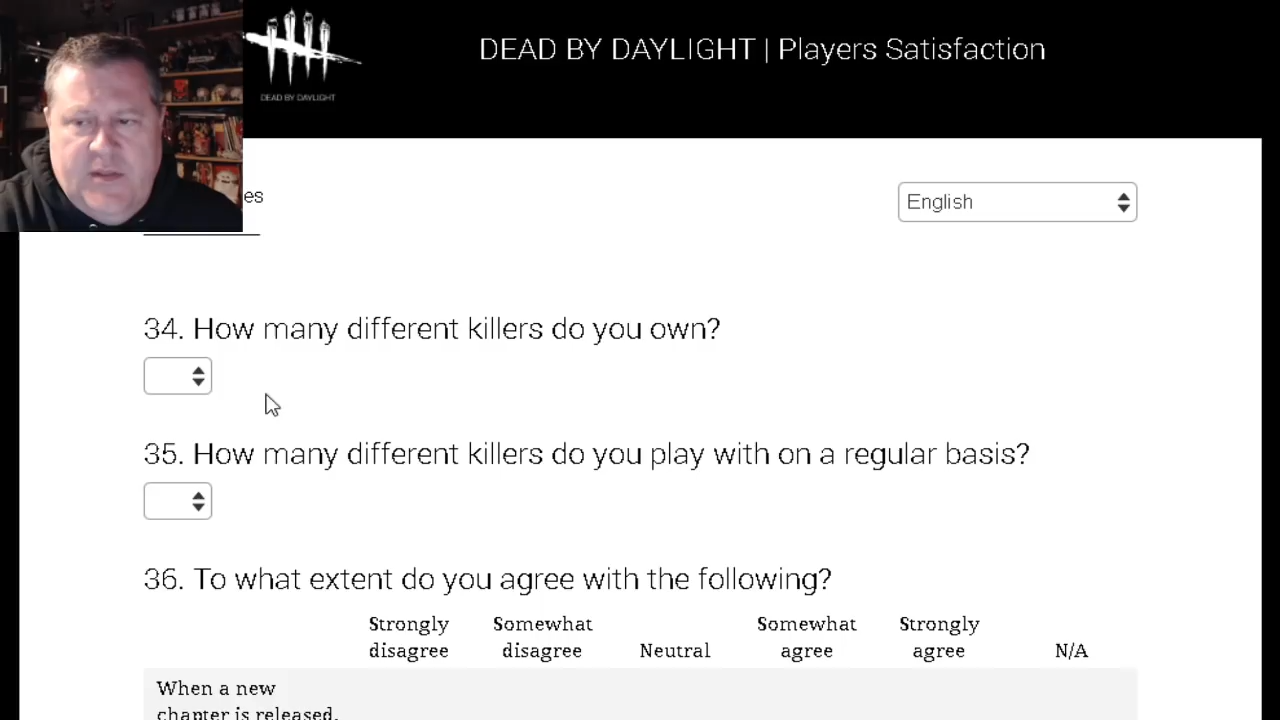 DEAD BY DAYLIGHT | Players Satisfaction
DEAD BY DAYLIGHT
es
English
34. How many different killers do you own?
35. How many different killers do you play with on a regular basis?
36. To what extent do you agree with the following?
Strongly disagree
Somewhat disagree
Neutral
Somewhat agree
Strongly agree
N/A
When a new
chapter is released,